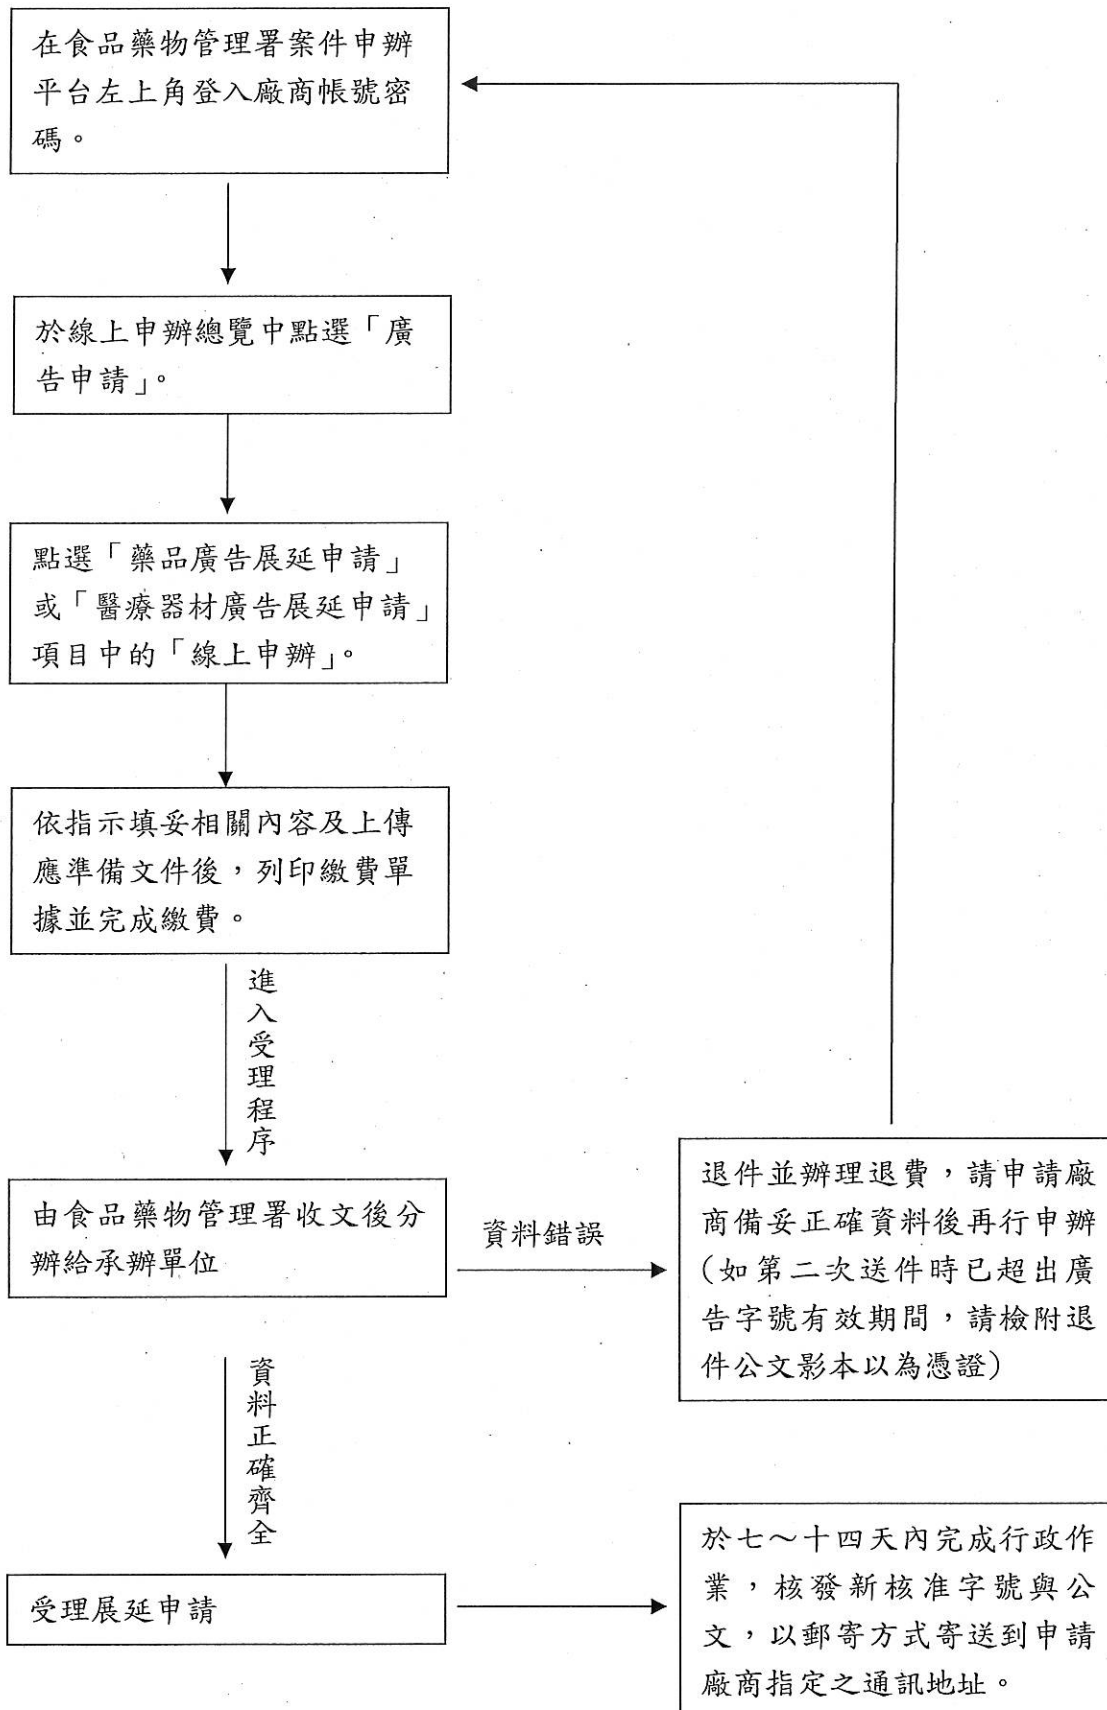 在食品藥物管理署案件申辦
平台左上角登入廠商帳號密
碼。
於線上申辦總覽中點選「廣
告申請」。
點選「藥品廣告展延申請」
或「醫療器材廣告展延申請」
項目中的「線上申辦」。
依指示填妥相關內容及上傳
應準備文件後，列印繳費單
據並完成繳費。
進入受理程序
由食品藥物管理署收文後分
辦給承辦單位
資料錯誤
退件並辦理退費，請申請廠
商備妥正確資料後再行申辦
(如第二次送件時已超出廣
告字號有效期間，請檢附退
件公文影本以為憑證)
資料正確齊全
受理展延申請
於七～十四天內完成行政作
業，核發新核准字號與公
文，以郵寄方式寄送到申請
廠商指定之通訊地址。